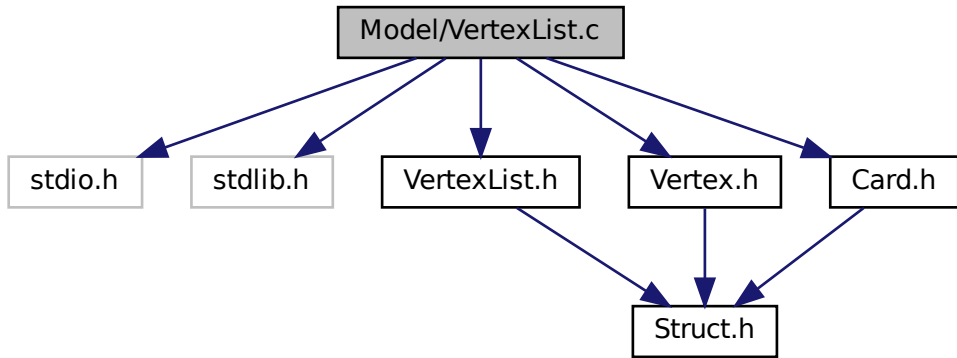 Model/VertexList.c
stdio.h
stdlib.h
VertexList.h
Vertex.h
Card.h
Struct.h